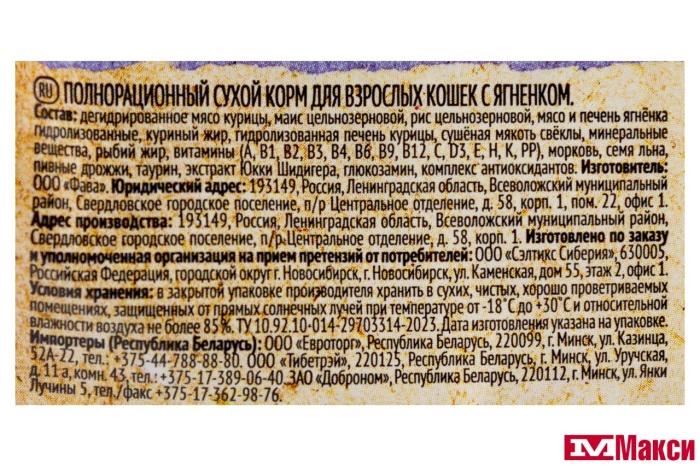 RU ПОЛНОРАЦИОННЫЙ СУХОЙ КОРМ ДЛЯ ВЗРОСЛЫХ КОШЕК С ЯГНЕНКОМ.
Состав: дегидрированное мясо курицы, маис цельнозерновой, рис цельнозерновой, мясо и печень ягнёнка
гидролизованные, куриный жир, гидролизованная печень курицы, сушёная мякоть свёклы, минеральные
вещества, рыбий жир, витамины (A, B1, B2, B3, B4, B6, B9, B12, C, D3, E, H, K, PP), морковь, семя льна,
пивные дрожжи, таурин, экстракт Юкки Шидигера, глюкозамин, комплекс антиоксидантов. Изготовитель:
ООО «Фава». Юридический адрес: 193149, Россия, Ленинградская область, Всеволожский муниципальный
район, Свердловское городское поселение, п/р Центральное отделение, д. 58, корп. 1, пом. 22, офис 1.
Адрес производства: 193149, Россия, Ленинградская область, Всеволожский муниципальный район,
Свердловское городское поселение, п/р Центральное отделение, д. 58, корп. 1. Изготовлено по заказу
и уполномоченная организация на прием претензий от потребителей: ООО «Сэлтикс Сиберия», 630005,
Российская Федерация, городской округ г. Новосибирск, г. Новосибирск, ул. Каменская, дом 55, этаж 2, офис 1.
Условия хранения: в закрытой упаковке производителя хранить в сухих, чистых, хорошо проветриваемых
помещениях, защищенных от прямых солнечных лучей при температуре от -18°C до +30°C и относительной
влажности воздуха не более 85%. ТУ 10.92.10-014-29703314-2023. Дата изготовления указана на упаковке.
Импортеры (Республика Беларусь): ООО «Евроторг», Республика Беларусь, 220099, г. Минск, ул. Казинца,
52А-22, тел.: +375-44-788-88-80. ООО «Тибетрэй», 220125, Республика Беларусь, г. Минск, ул. Уручская,
д. 11 а, комн. 43, тел.: +375-17-389-06-40. ЗАО «Доброном», Республика Беларусь, 220112, г. Минск, ул. Янки
Лучины 5, тел./факс +375-17-362-98-76.
Макси